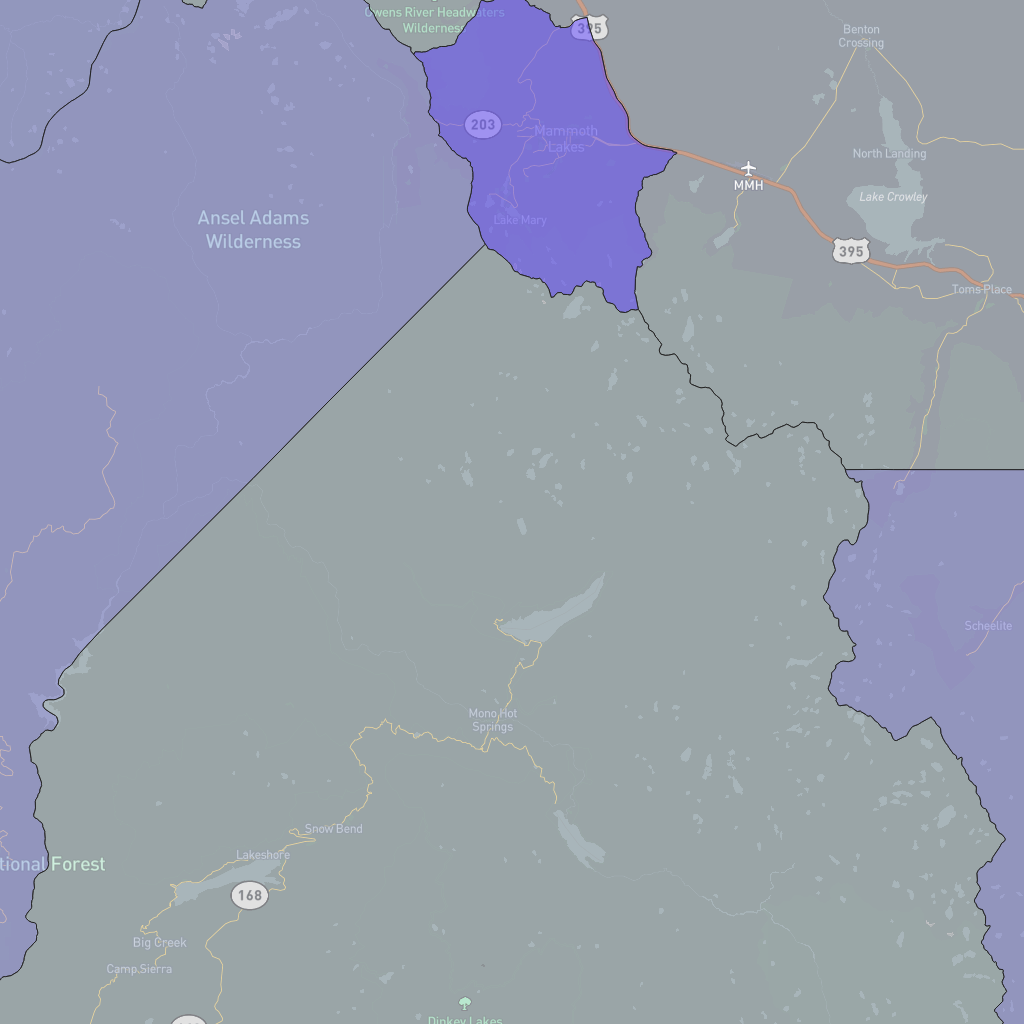 Owens River Headwaters
Wilderness
395
Benton
Crossing
203
Mammoth
Lakes
North Landing
MMH
Lake Crowley
Ansel Adams
Wilderness
Lake Mary
395
Toms Place
Scheelite
Mono Hot
Springs
Snow Bend
Lakeshore
tional Forest
168
Big Creek
Camp Sierra
Dinkey Lakes